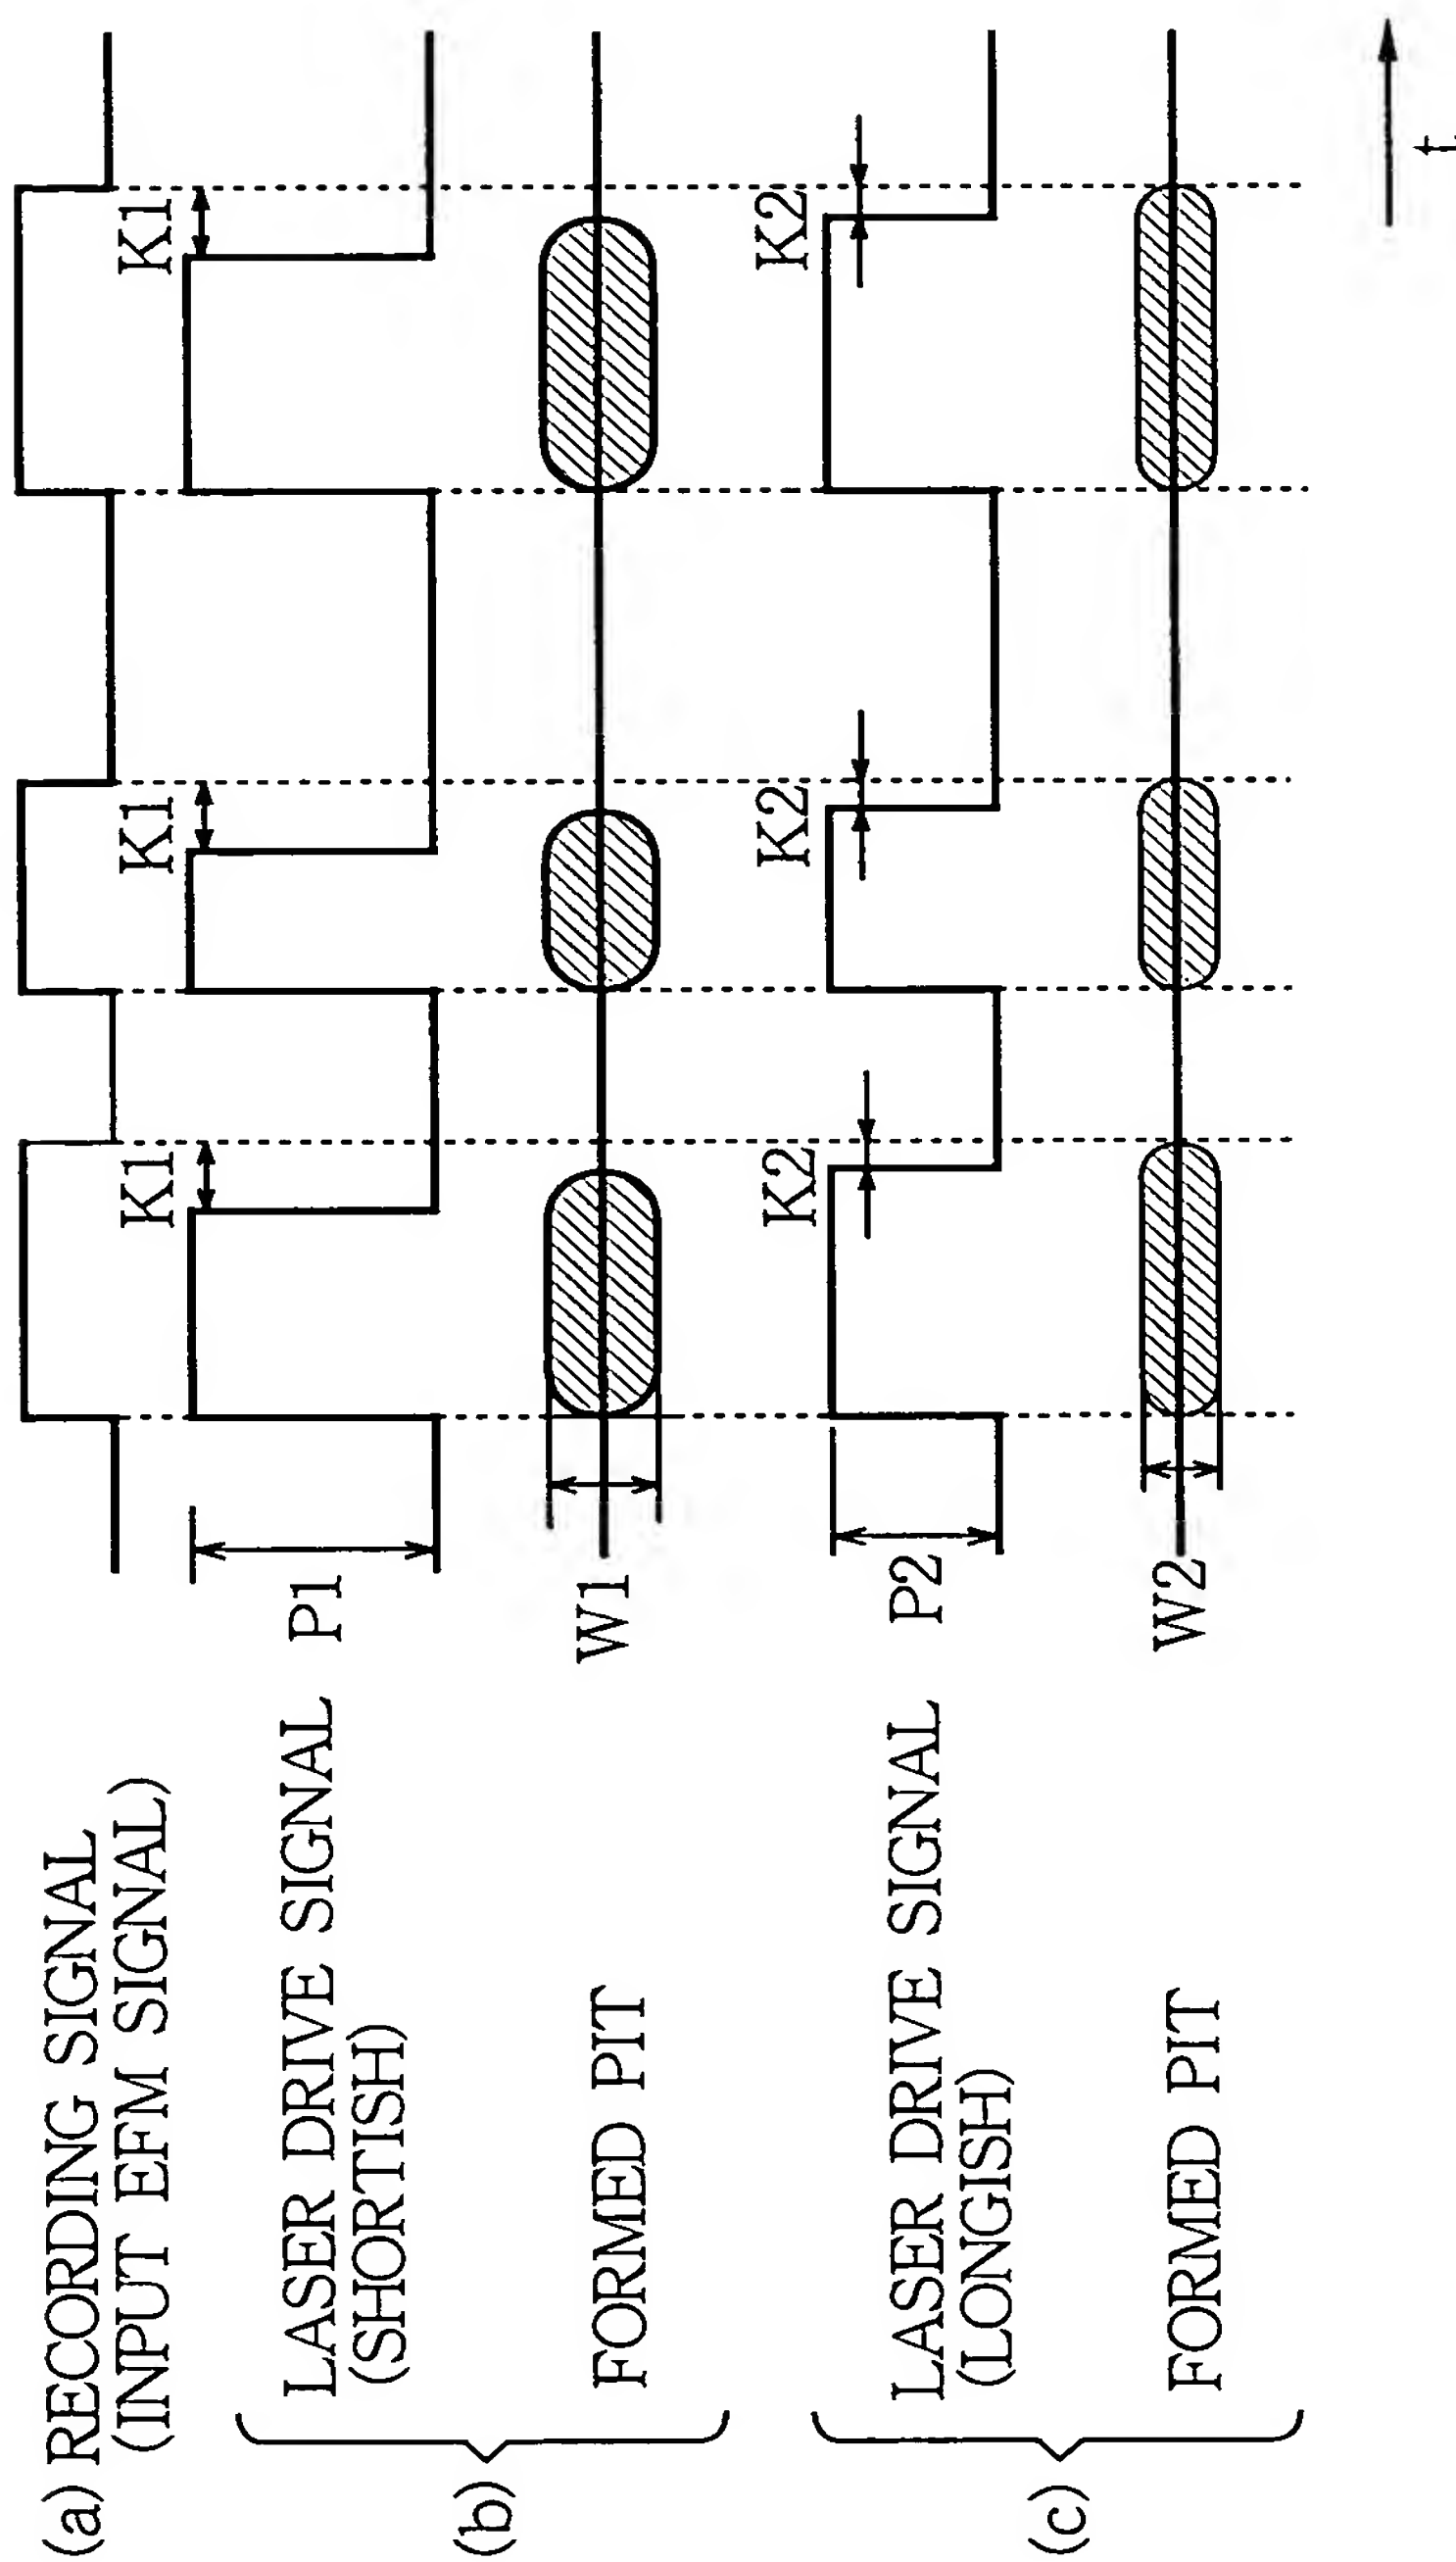 (a) RECORDING SIGNAL
(INPUT EFM SIGNAL)
K1 K1 K1
(b)
LASER DRIVE SIGNAL P1
(SHORTISH)
FORMED PIT W1
K2 K2 K2
(c)
LASER DRIVE SIGNAL P2
(LONGISH)
FORMED PIT W2
t